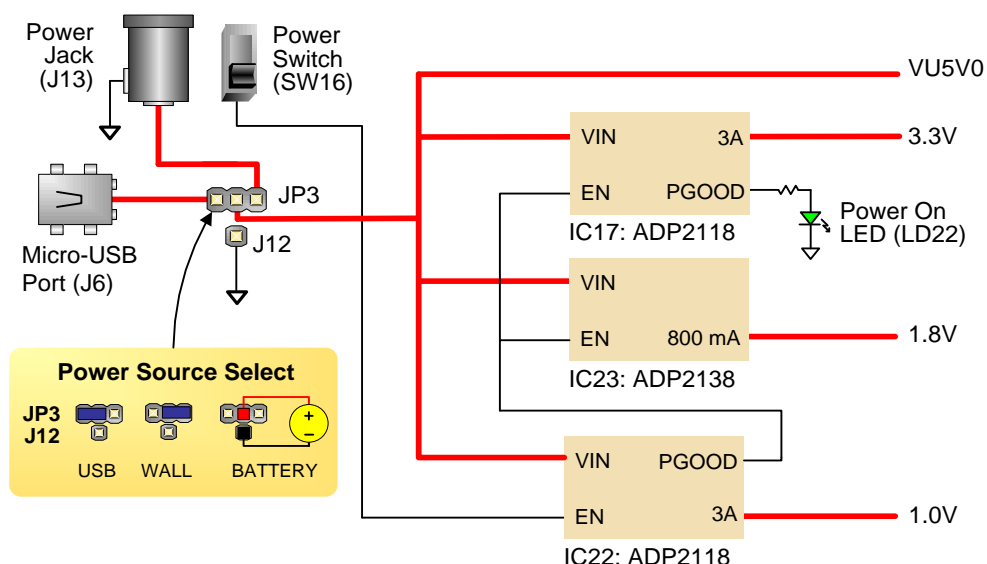 Power
Jack
(J13)
Power
Switch
(SW16)
VU5V0
VIN
3A
3.3V
EN
PGOOD
IC17: ADP2118
Power On
LED (LD22)
JP3
J12
Micro-USB
Port (J6)
VIN
EN
800 mA
1.8V
IC23: ADP2138
Power Source Select
JP3
J12
+
–
USB
WALL
BATTERY
VIN
PGOOD
EN
3A
1.0V
IC22: ADP2118